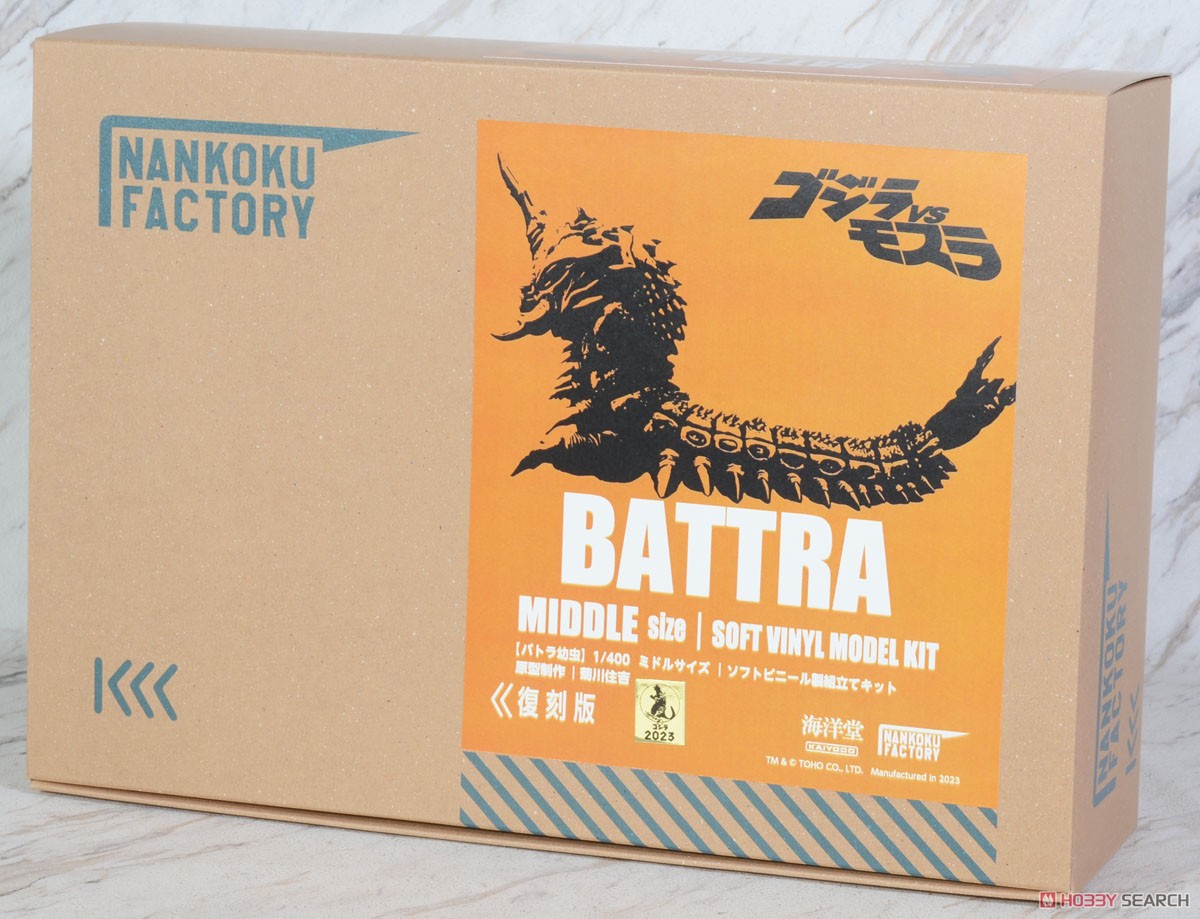 NANKOKU
FACTORY
ゴジラVS
モスラ
BATTRA
MIDDLE size | SOFT VINYL MODEL KIT
【バトラ幼虫】 1/400 ミドルサイズ | ソフトビニール製組立てキット
原型制作 | 菊川住吉
復刻版
ゴジラ
2023
海洋堂
KAIYODO
NANKOKU
FACTORY
TM & © TOHO CO., LTD. Manufactured in 2023
NANKOKU
FACTORY
HOBBY SEARCH